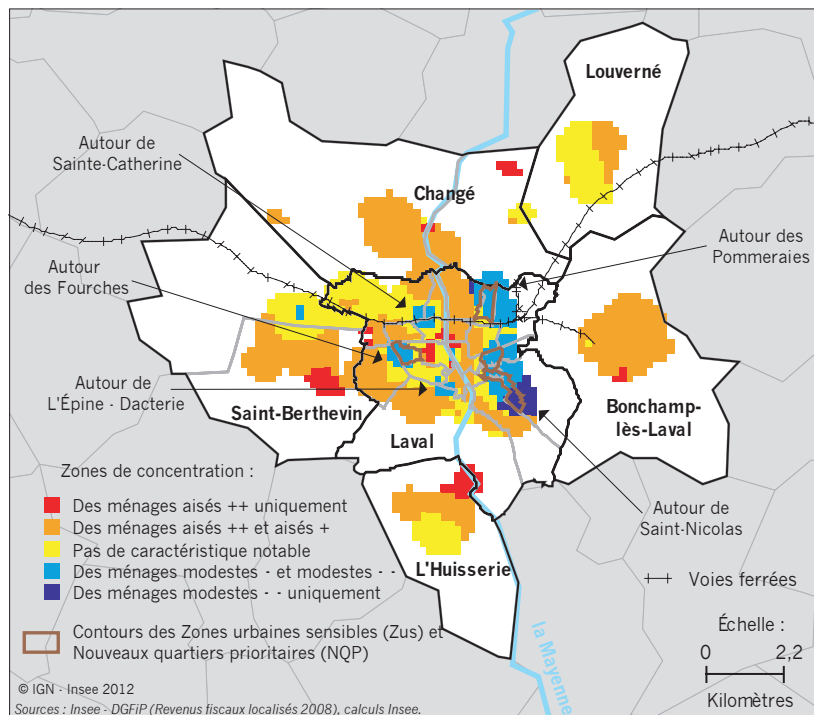 Louverné
Autour de
Sainte-Catherine
Changé
Autour des
Pommeraies
Autour
des Fourches
Autour de
L'Épine - Dacterie
Saint-Berthevin
Laval
Bonchamp-
lès-Laval
Autour de
Saint-Nicolas
L'Huisserie
la Mayenne
Zones de concentration :
Des ménages aisés ++ uniquement
Des ménages aisés ++ et aisés +
Pas de caractéristique notable
Des ménages modestes - et modestes - -
Des ménages modestes - - uniquement
Contours des Zones urbaines sensibles (Zus) et
Nouveaux quartiers prioritaires (NQP)
Voies ferrées
Échelle :
0 2,2
Kilomètres
© IGN - Insee 2012
Sources : Insee - DGFiP (Revenus fiscaux localisés 2008), calculs Insee.